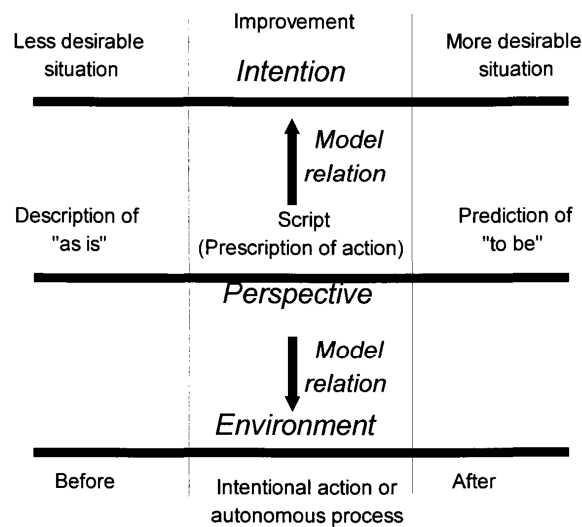 Improvement
Less desirable
situation
Intention
More desirable
situation
Model
relation
Description of
"as is"
Script
(Prescription of action)
Prediction of
"to be"
Perspective
Model
relation
Environment
Before
Intentional action or
autonomous process
After